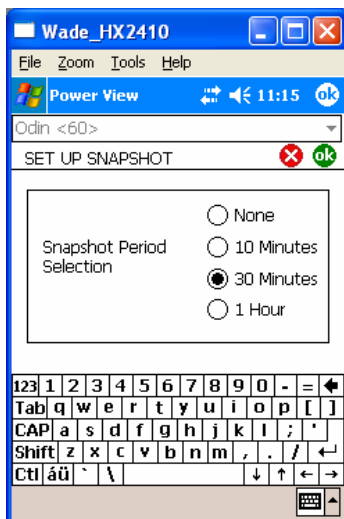 Wade_HX2410
File Zoom Tools Help
Power View 11:15 ok
Odin <60>
SET UP SNAPSHOT ok
None
Snapshot Period Selection
10 Minutes
30 Minutes
1 Hour
123 1 2 3 4 5 6 7 8 9 0 - =
Tab q w e r t y u i o p [ ]
CAP a s d f g h j k l ; '
Shift z x c v b n m , . /
Ctl áü ` \